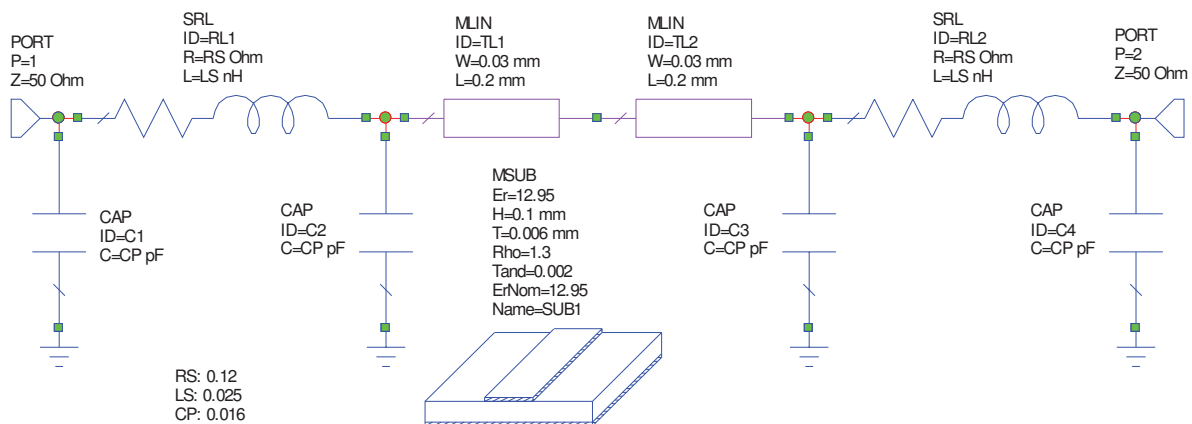 PORT
P=1
Z=50 Ohm
SRL
ID=RL1
R=RS Ohm
L=LS nH
MLIN
ID=TL1
W=0.03 mm
L=0.2 mm
MLIN
ID=TL2
W=0.03 mm
L=0.2 mm
SRL
ID=RL2
R=RS Ohm
L=LS nH
PORT
P=2
Z=50 Ohm
CAP
ID=C1
C=CP pF
CAP
ID=C2
C=CP pF
MSUB
Er=12.95
H=0.1 mm
T=0.006 mm
Rho=1.3
Tand=0.002
ErNom=12.95
Name=SUB1
CAP
ID=C3
C=CP pF
CAP
ID=C4
C=CP pF
RS: 0.12
LS: 0.025
CP: 0.016